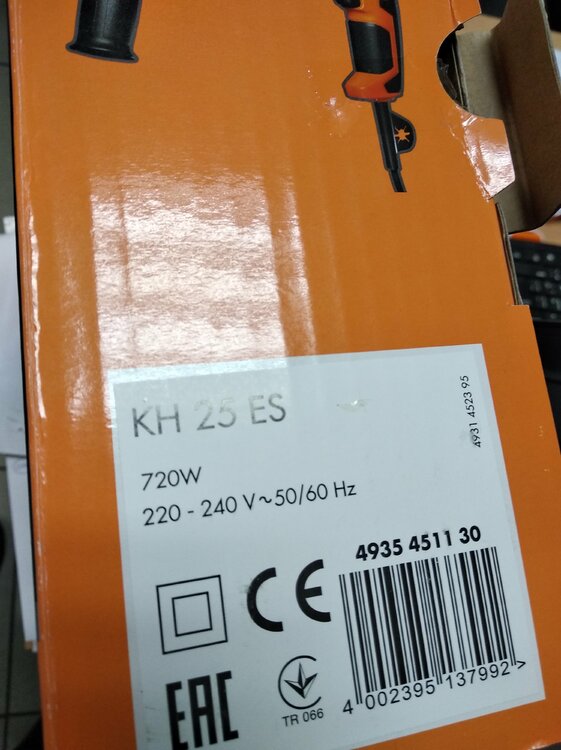 KH 25 ES
4931 4523 95
720W
220 - 240 V~50/60 Hz
4935 4511 30
CE
EAC
TR 066
4 002395 137992 >